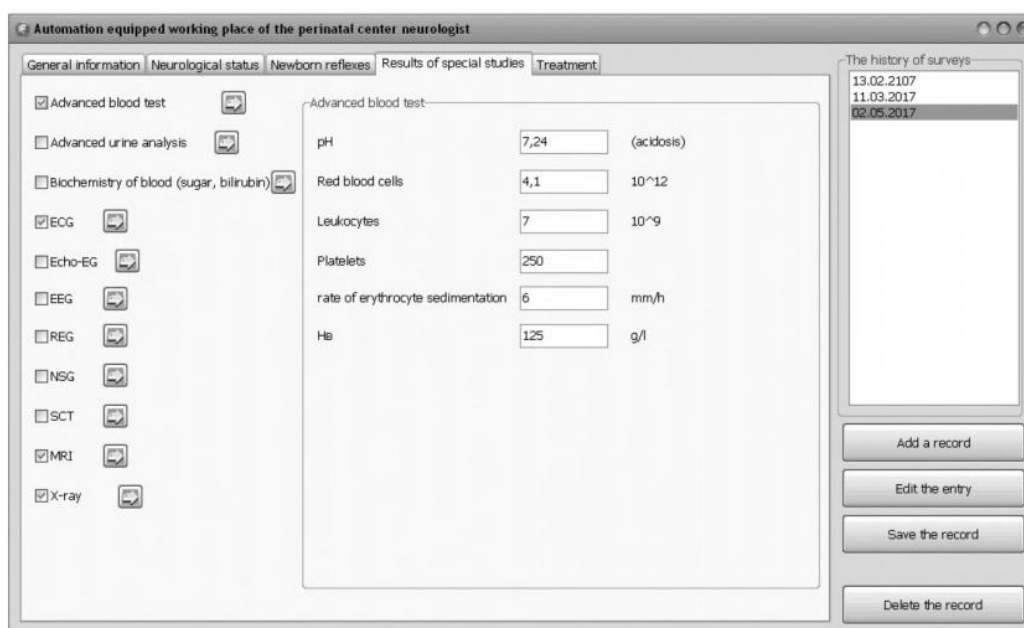 Automation equipped working place of the perinatal center neurologist
General information Neurological status Newborn reflexes Results of special studies Treatment
Advanced blood test
Advanced urine analysis
Biochemistry of blood (sugar, bilirubin)
ECG
Echo-EG
EEG
REG
NSG
SCT
MRI
X-ray
Advanced blood test
pH 7,24 (acidosis)
Red blood cells 4,1 10^12
Leukocytes 7 10^9
Platelets 250
rate of erythrocyte sedimentation 6 mm/h
Нв 125 g/l
The history of surveys
13.02.2107
11.03.2017
02.05.2017
Add a record
Edit the entry
Save the record
Delete the record